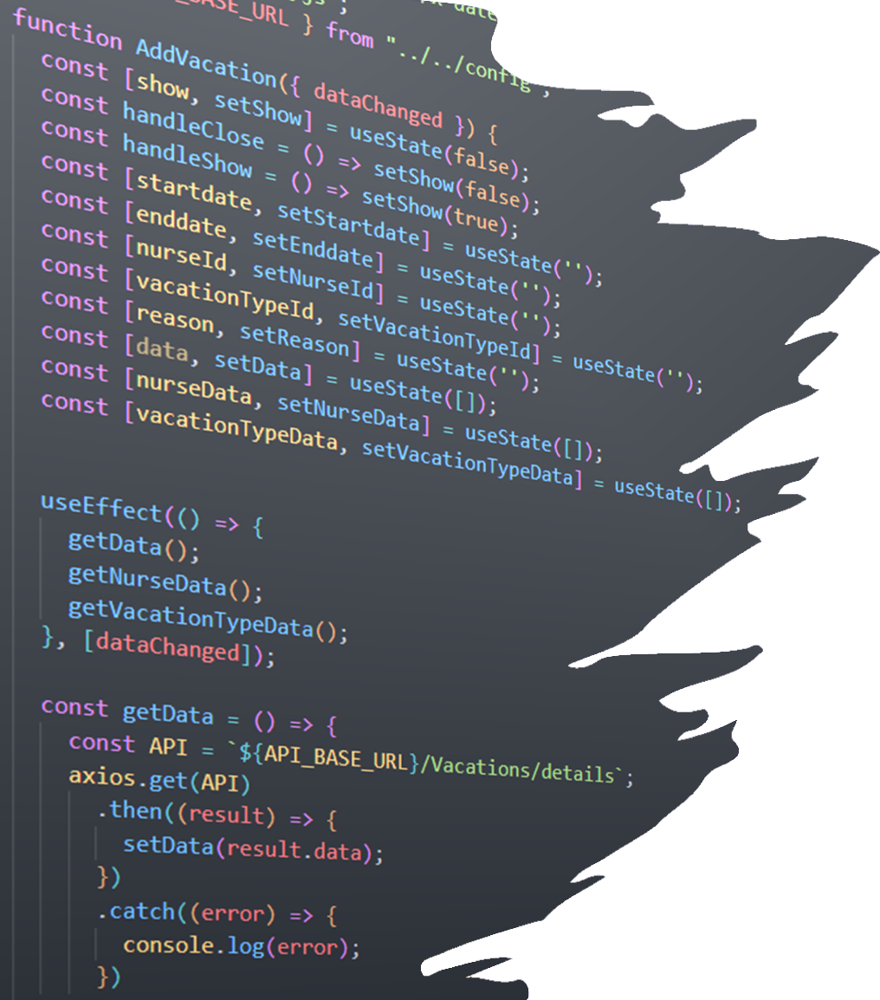 _BASE_URL } from "../../config ;
function AddVacation({ dataChanged }) {
const [show, setShow] = useState(false);
const handleClose = () => setShow(false);
const handleShow = () => setShow(true);
const [startdate, setStartdate] = useState('');
const [enddate, setEnddate] = useState('');
const [nurseId, setNurseId] = useState('');
const [vacationTypeId, setVacationTypeId] = useState('');
const [reason, setReason] = useState('');
const [data, setData] = useState([]);
const [nurseData, setNurseData] = useState([]);
const [vacationTypeData, setVacationTypeData] = useState([]);
useEffect(() => {
getData();
getNurseData();
getVacationTypeData();
}, [dataChanged]);
const getData = () => {
const API = `${API_BASE_URL}/Vacations/details`;
axios.get(API)
.then((result) => {
setData(result.data);
})
.catch((error) => {
console.log(error);
})